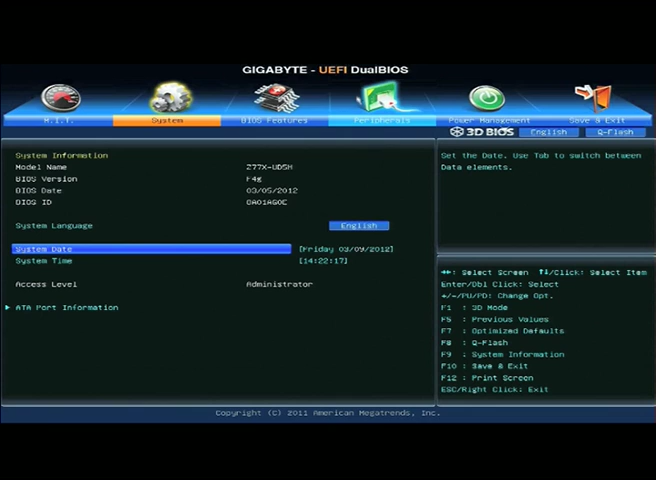 GIGABYTE - UEFI DualBIOS
M.I.T. System BIOS Features Peripherals Power Management Save & Exit
3D BIOS English Q-Flash
System Information
Model Name Z77X-UD5H
BIOS Version F4g
BIOS Date 03/05/2012
BIOS ID 8A01AG0E
System Language English
System Date [Friday 03/09/2012]
System Time [14:22:17]
Access Level Administrator
ATA Port Information
Set the Date. Use Tab to switch between
Data elements.
: Select Screen ↑↓/Click: Select Item
Enter/Dbl Click: Select
+/-/PU/PD: Change Opt.
F1 : 3D Mode
F5 : Previous Values
F7 : Optimized Defaults
F8 : Q-Flash
F9 : System Information
F10 : Save & Exit
F12 : Print Screen
ESC/Right Click: Exit
Copyright (C) 2011 American Megatrends, Inc.